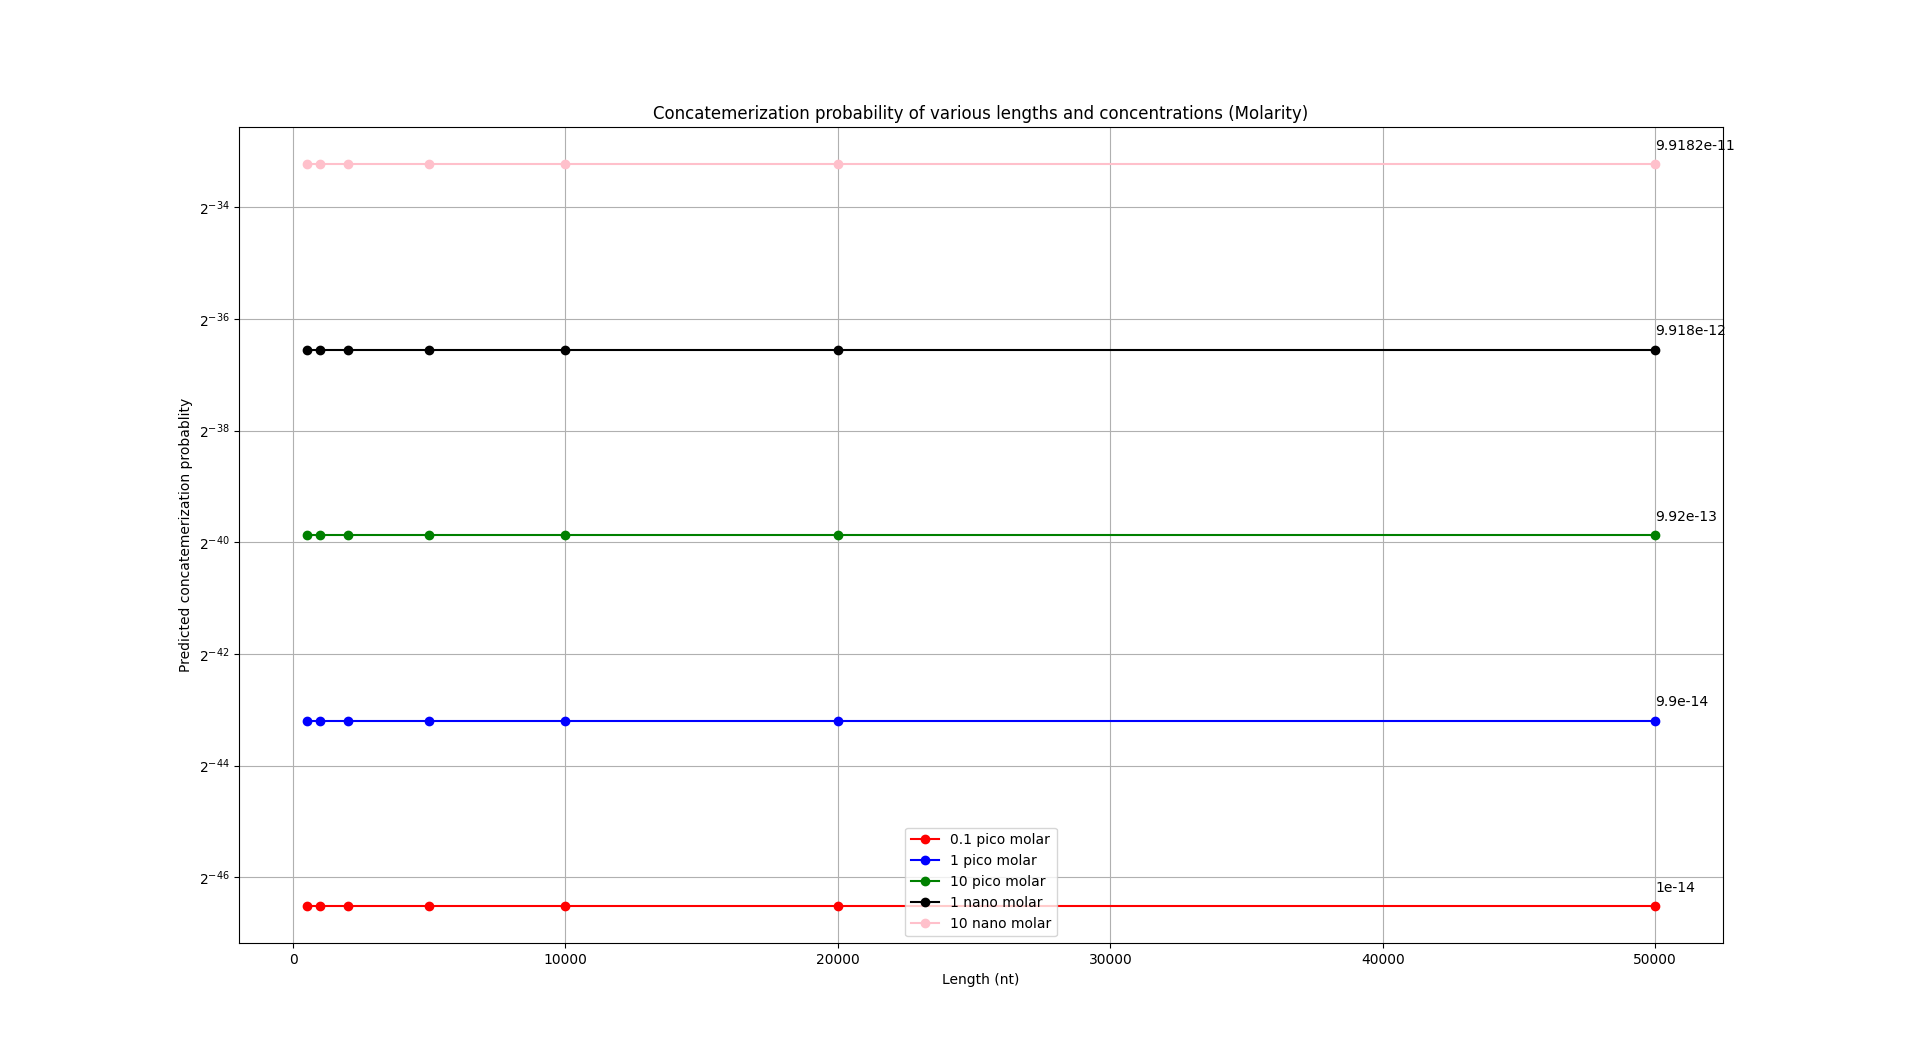 Concatemerization probability of various lengths and concentrations (Molarity)
9.9182e-11
2⁻³⁴
2⁻³⁶
9.918e-12
2⁻³⁸
Predicted concatemerization probablity
9.92e-13
2⁻⁴⁰
2⁻⁴²
9.9e-14
2⁻⁴⁴
2⁻⁴⁶
1e-14
0.1 pico molar
1 pico molar
10 pico molar
1 nano molar
10 nano molar
0 10000 20000 30000 40000 50000
Length (nt)